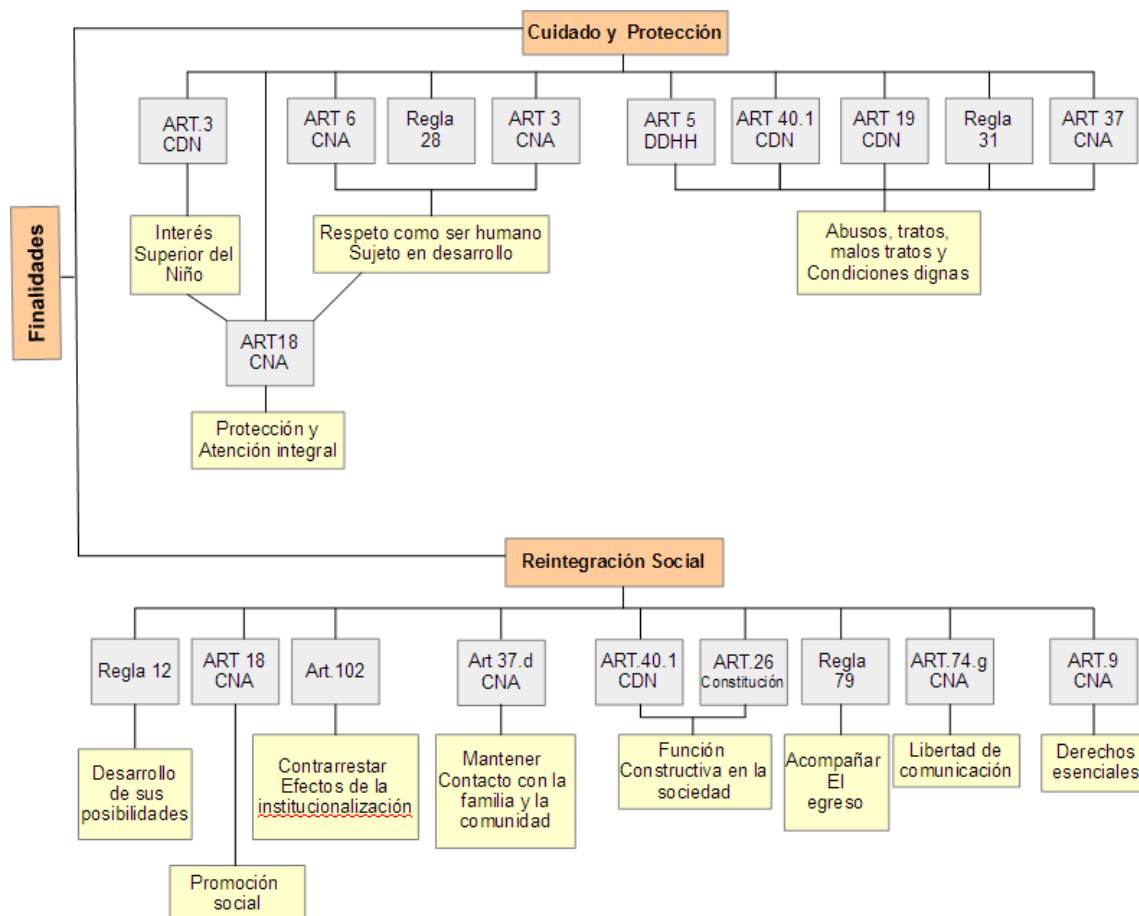 Finalidades
Cuidado y Protección
ART.3
CDN
ART 6
CNA
Regla
28
ART 3
CNA
ART 5
DDHH
ART 40.1
CDN
ART 19
CDN
Regla
31
ART 37
CNA
Interés
Superior del
Niño
Respeto como ser humano
Sujeto en desarrollo
Abusos, tratos,
malos tratos y
Condiciones dignas
ART18
CNA
Protección y
Atención integral
Reintegración Social
Regla 12
ART 18
CNA
Art.102
Art 37.d
CNA
ART.40.1
CDN
ART.26
Constitución
Regla
79
ART.74.g
CNA
ART.9
CNA
Desarrollo
de sus
posibilidades
Contrarrestar
Efectos de la
institucionalización
Mantener
Contacto con la
familia y la
comunidad
Función
Constructiva en la
sociedad
Acompañar
El
egreso
Libertad de
comunicación
Derechos
esenciales
Promoción
social